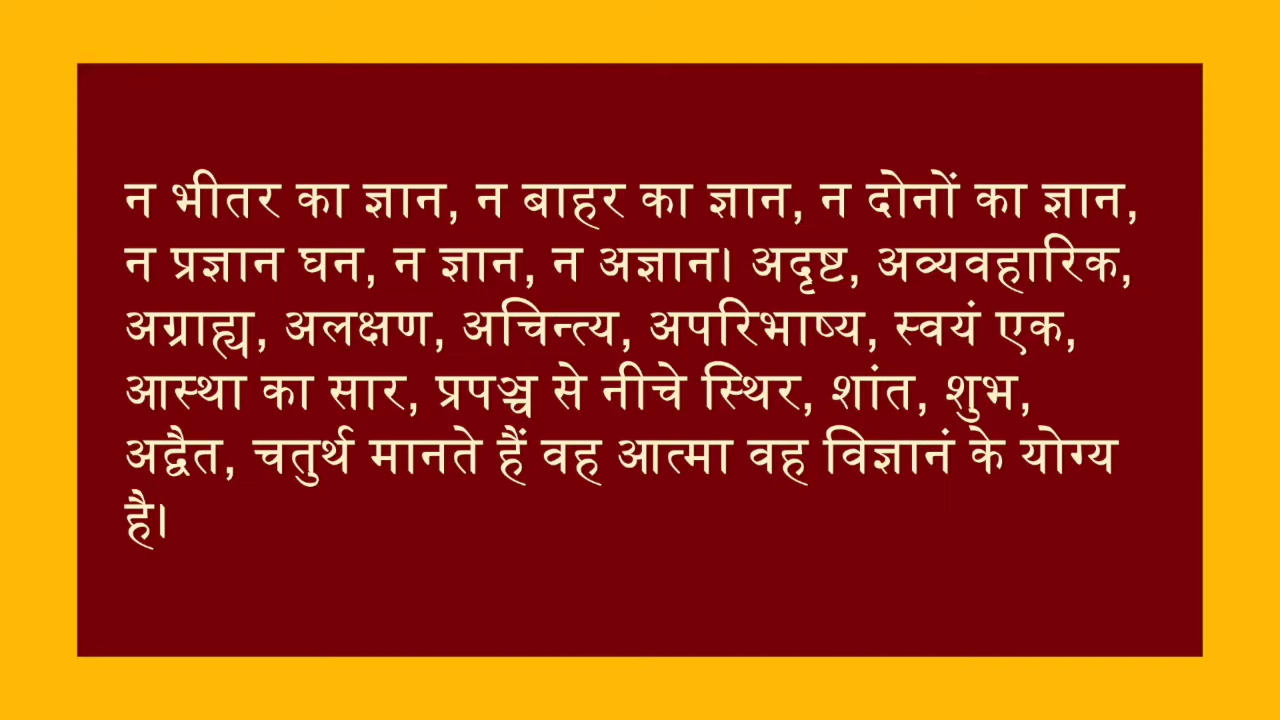 न भीतर का ज्ञान, न बाहर का ज्ञान, न दोनों का ज्ञान,
न प्रज्ञान घन, न ज्ञान, न अज्ञान। अदृष्ट, अव्यवहारिक,
अग्राह्य, अलक्षण, अचिन्त्य, अपरिभाष्य, स्वयं एक,
आस्था का सार, प्रपञ्च से नीचे स्थिर, शांत, शुभ,
अद्वैत, चतुर्थ मानते हैं वह आत्मा वह विज्ञानं के योग्य
है।